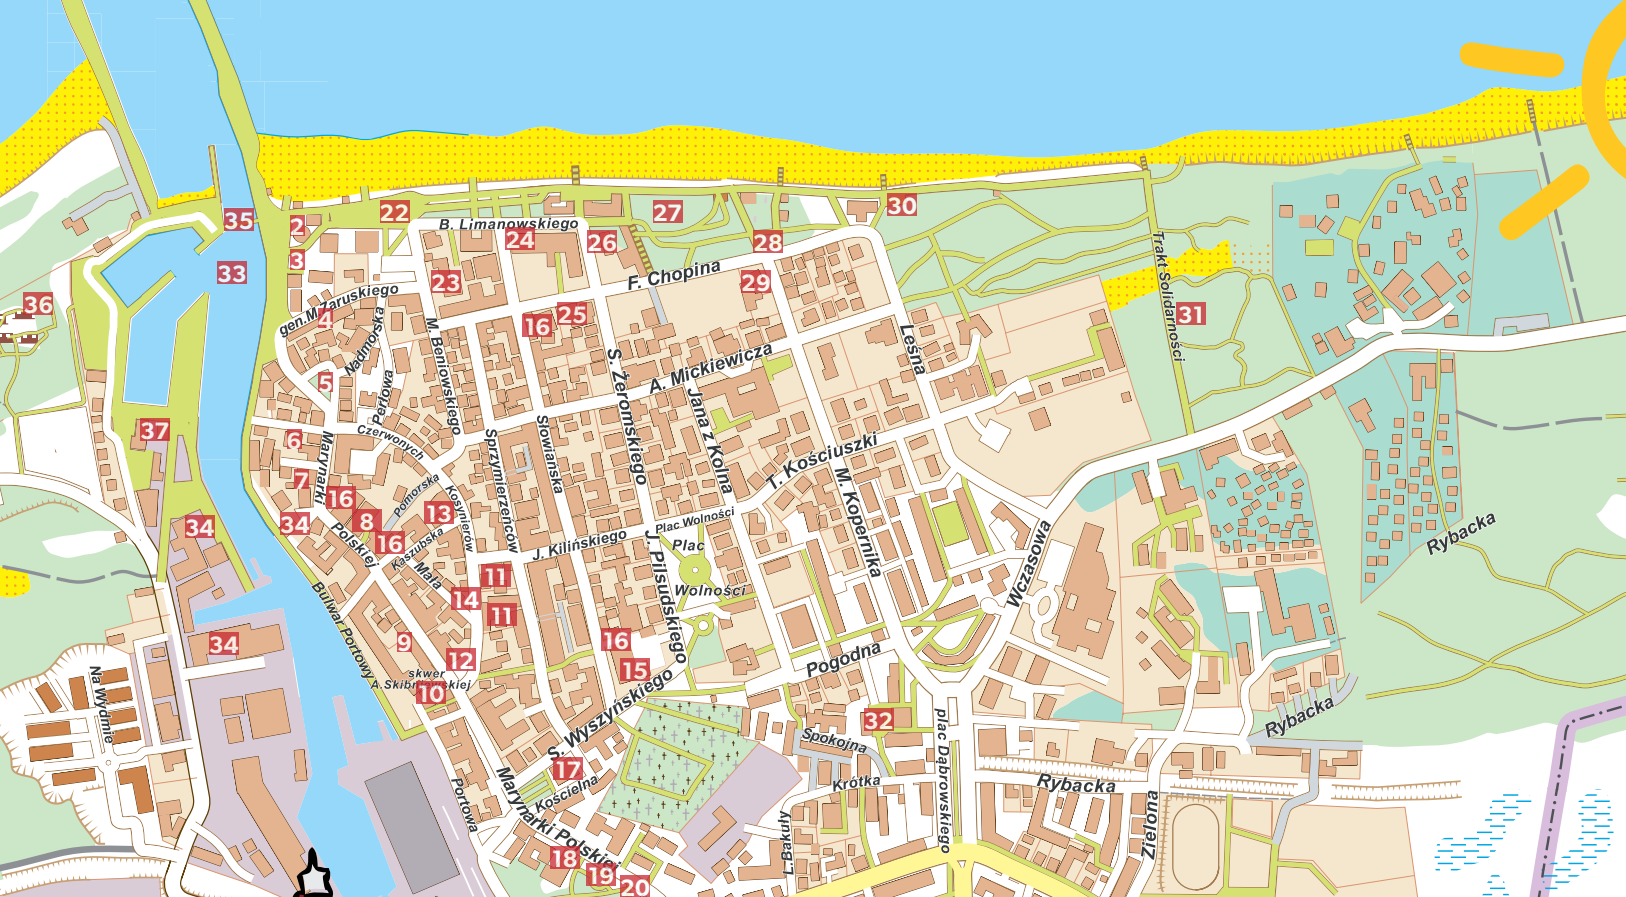 35
2
22
27
30
B. Limanowskiego
24
26
28
3
33
F. Chopina
23
29
gen.M.Zaruskiego
36
4
25
16
31
Trakt Solidarności
Nadmorska
M. Beniowskiego
S. Żeromskiego
A. Mickiewicza
Leśna
5
Perłowa
Jana z Kolna
37
6
Czerwonych
Kosynierów
Marynarki
Polskiej
Sprzymierzeńców
Słowiańska
T. Kościuszki
M. Kopernika
7
16
Pomorska
34
34
8
13
16
Kaszubska
Plac Wolności
Plac
Wolności
J. Kilińskiego
J. Piłsudskiego
Rybacka
Wczasowa
Mała
11
14
11
Bulwar Portowy
34
9
12
16
15
skwer
10
Pogodna
Na Wydmie
S. Wyszyńskiego
32
Spokojna
plac Dąbrowskiego
Rybacka
17
Kościelna
Krótka
Rybacka
Portowa
Marynarki Polskiej
Zielona
18
19
20